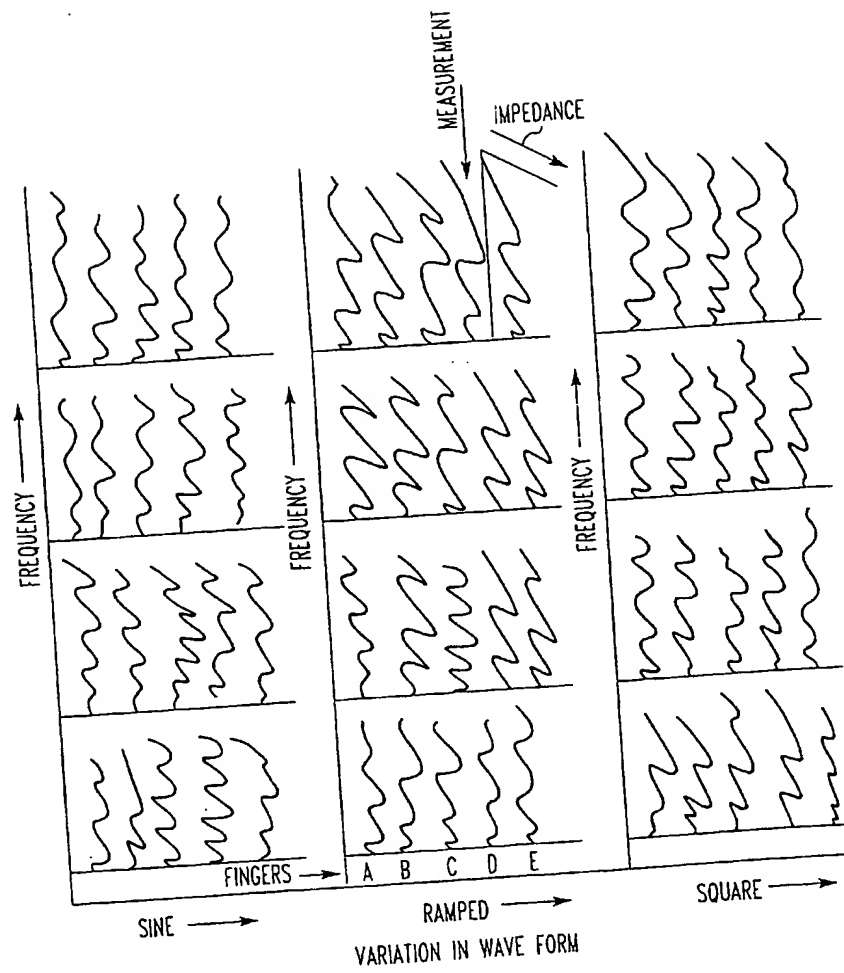 MEASUREMENT
IMPEDANCE
FREQUENCY
FREQUENCY
FREQUENCY
FINGERS
A B C D E
SINE
RAMPED
SQUARE
VARIATION IN WAVE FORM